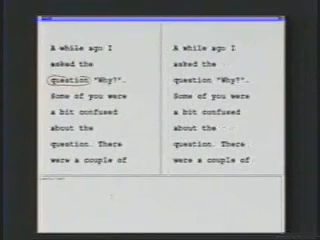 A while ago I
asked the
question "Why?".
Some of you were
a bit confused
about the
question. There
were a couple of
A while ago I
asked the
question "Why?".
Some of you were
a bit confused
about the
question. There
were a couple of